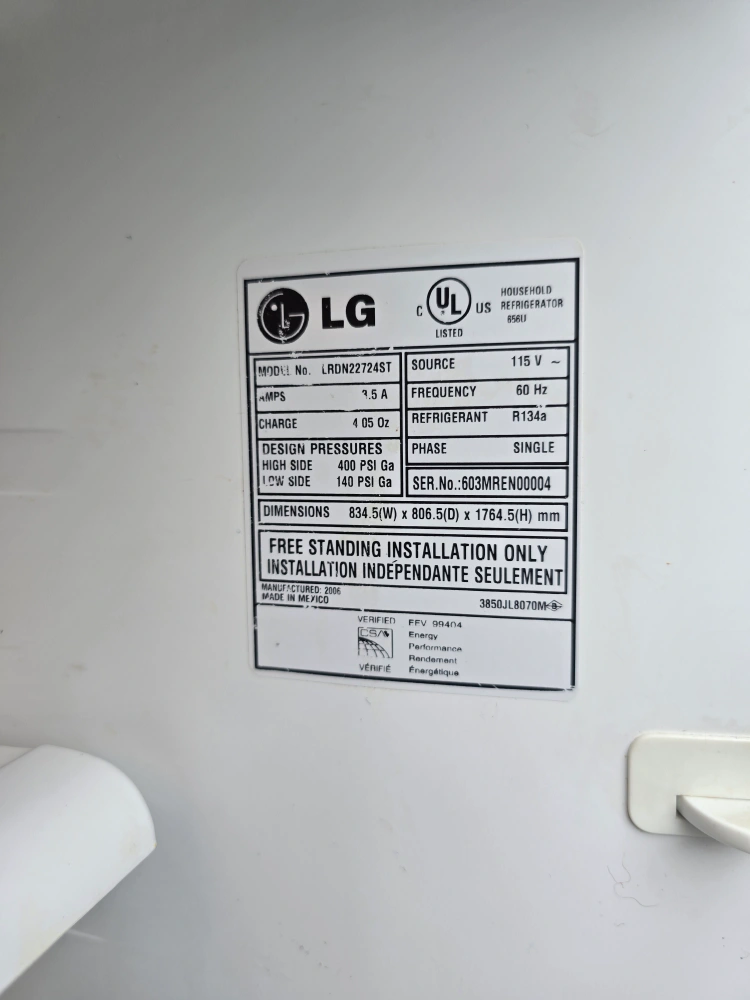 LG
C UL US
LISTED
HOUSEHOLD
REFRIGERATOR
656U
MODEL No. LRDN22724ST
AMPS 3.5 A
CHARGE 4 05 Oz
DESIGN PRESSURES
HIGH SIDE 400 PSI Ga
LOW SIDE 140 PSI Ga
SOURCE 115 V ~
FREQUENCY 60 Hz
REFRIGERANT R134a
PHASE SINGLE
SER.No.:603MREN00004
DIMENSIONS 834.5(W) x 806.5(D) x 1764.5(H) mm
FREE STANDING INSTALLATION ONLY
INSTALLATION INDÉPENDANTE SEULEMENT
MANUFACTURED: 2006
MADE IN MEXICO
3850JL8070M
VERIFIED
CSA
VÉRIFIÉ
EEV 99404
Energy
Performance
Rendement
Énergétique